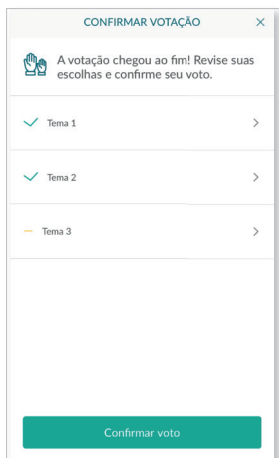 CONFIRMAR VOTAÇÃO
A votação chegou ao fim! Revise suas
escolhas e confirme seu voto.
Tema 1
Tema 2
Tema 3
Confirmar voto